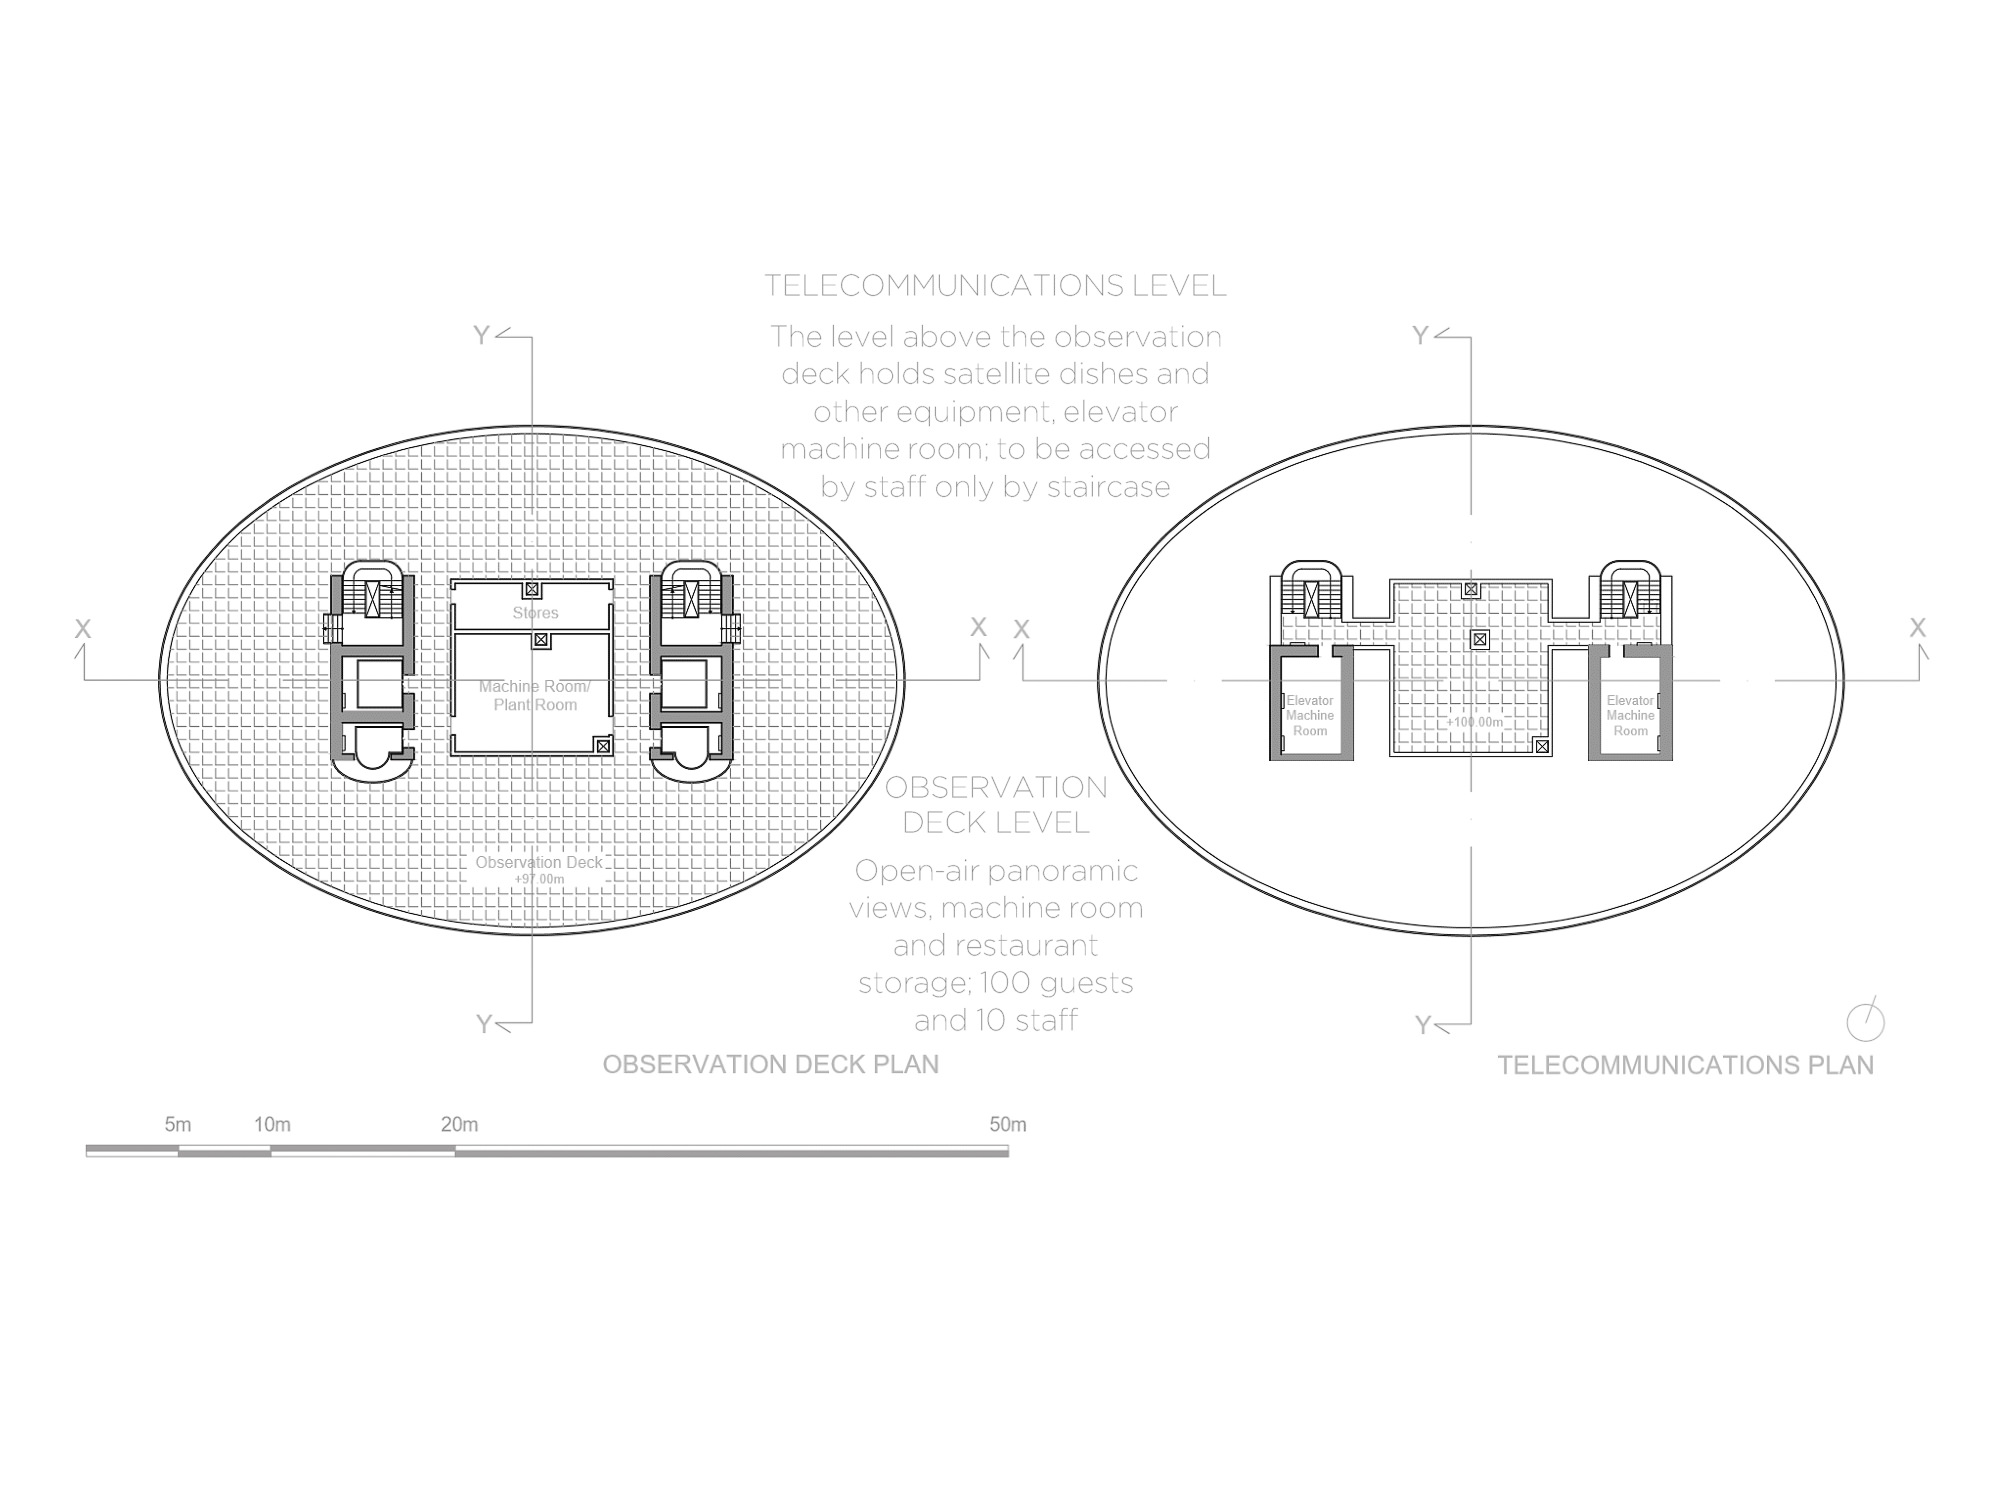 TELECOMMUNICATIONS LEVEL
The level above the observation
deck holds satellite dishes and
other equipment, elevator
machine room; to be accessed
by staff only by staircase
Y
Y
X
X
X
X
Stores
Machine Room/
Plant Room
Elevator
Machine
Room
Elevator
Machine
Room
+100.00m
OBSERVATION
DECK LEVEL
Open-air panoramic
views, machine room
and restaurant
storage; 100 guests
and 10 staff
Observation Deck
+97.00m
Y
Y
OBSERVATION DECK PLAN
TELECOMMUNICATIONS PLAN
5m
10m
20m
50m